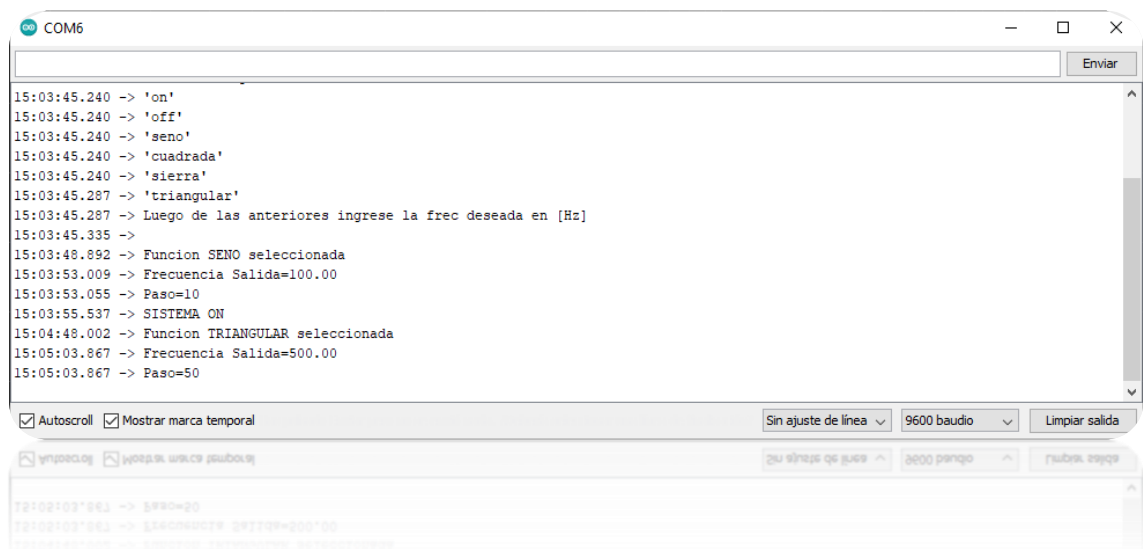 COM6
Enviar
15:03:45.240 -> 'on'
15:03:45.240 -> 'off'
15:03:45.240 -> 'seno'
15:03:45.240 -> 'cuadrada'
15:03:45.240 -> 'sierra'
15:03:45.287 -> 'triangular'
15:03:45.287 -> Luego de las anteriores ingrese la frec deseada en [Hz]
15:03:45.335 ->
15:03:48.892 -> Funcion SENO seleccionada
15:03:53.009 -> Frecuencia Salida=100.00
15:03:53.055 -> Paso=10
15:03:55.537 -> SISTEMA ON
15:04:48.002 -> Funcion TRIANGULAR seleccionada
15:05:03.867 -> Frecuencia Salida=500.00
15:05:03.867 -> Paso=50
Autoscroll Mostrar marca temporal Sin ajuste de línea 9600 baudio Limpiar salida